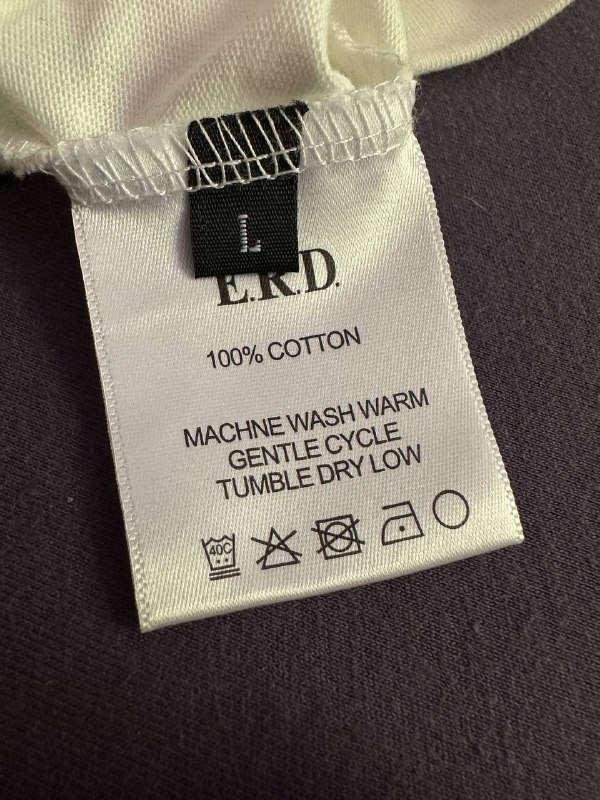 L
E.R.D.
100% COTTON
MACHNE WASH WARM
GENTLE CYCLE
TUMBLE DRY LOW
40C